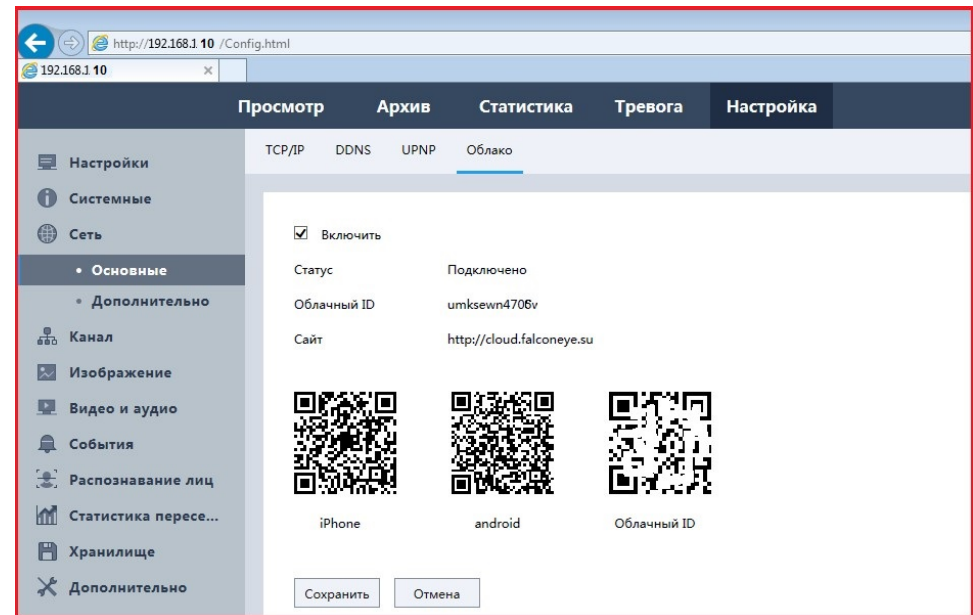 http://192.168.1 10 /Config.html
192.168.1 10
Просмотр Архив Статистика Тревога Настройка
TCP/IP DDNS UPNP Облако
Настройки
Системные
Сеть
Основные
Дополнительно
Канал
Изображение
Видео и аудио
События
Распознавание лиц
Статистика пересе...
Хранилище
Дополнительно
Включить
Статус Подключено
Облачный ID
Сайт http://cloud.falconeye.su
iPhone android Облачный ID
Сохранить Отмена